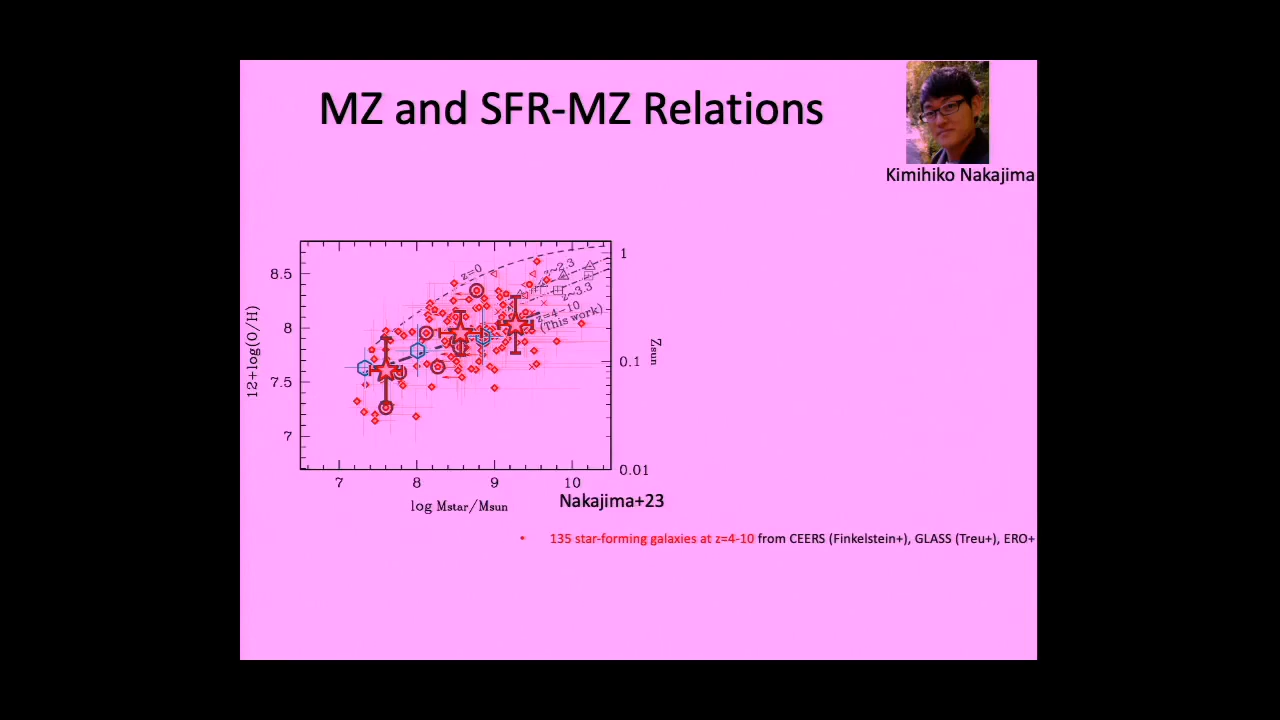 MZ and SFR-MZ Relations
Kimihiko Nakajima
8.5
8
7.5
7
12+log(O/H)
z=0
z~2.3
z~3.3
z=4-10
(This work)
1
0.1
0.01
Zsun
7
8
9
10
log Mstar/Msun
Nakajima+23
• 135 star-forming galaxies at z=4-10 from CEERS (Finkelstein+), GLASS (Treu+), ERO+